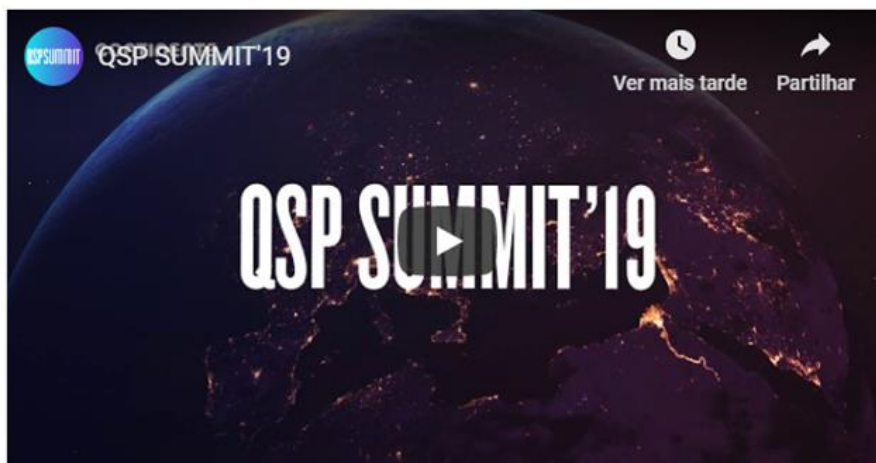 QSPSUMMIT
QSP SUMMIT'19
Ver mais tarde
Partilhar
QSP SUMMIT'19